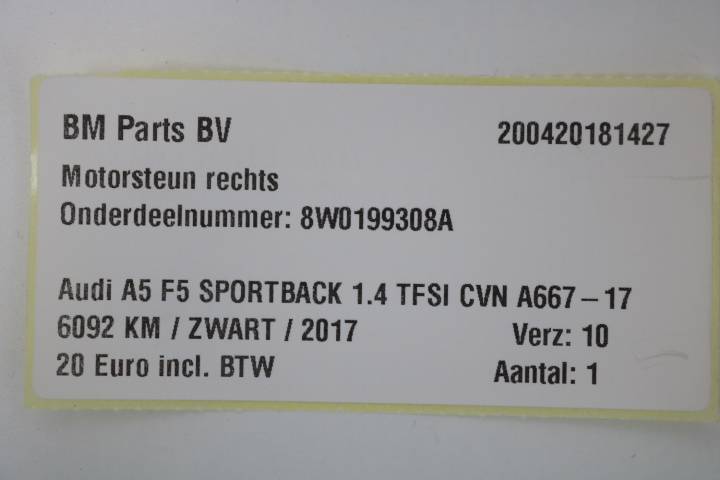 BM Parts BV 200420181427
Motorsteun rechts
Onderdeelnummer: 8W0199308A
Audi A5 F5 SPORTBACK 1.4 TFSI CVN A667-17
6092 KM / ZWART / 2017 Verz: 10
20 Euro incl. BTW Aantal: 1